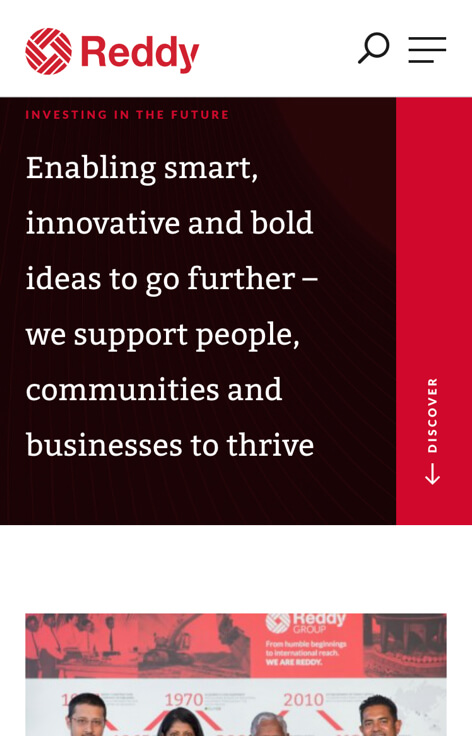 Reddy
INVESTING IN THE FUTURE
Enabling smart,
innovative and bold
ideas to go further –
we support people,
communities and
businesses to thrive
DISCOVER
Reddy
GROUP
From humble beginnings
to international reach.
WE ARE REDDY.
1970
2010